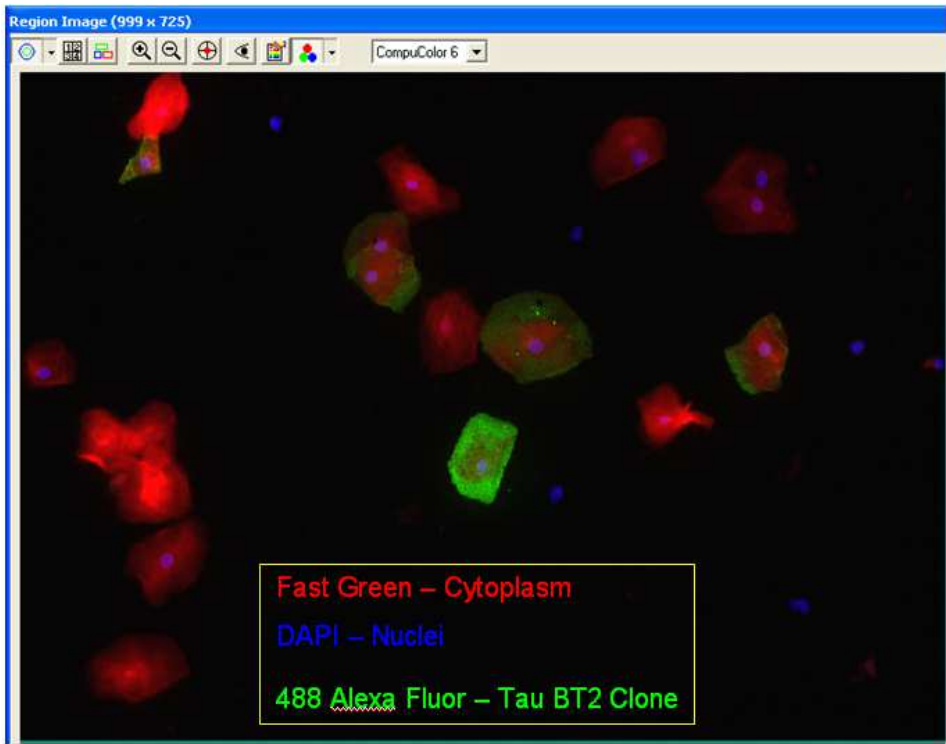 Region Image (999 x 725)
CompuColor 6
Fast Green – Cytoplasm
DAPI – Nuclei
488 Alexa Fluor – Tau BT2 Clone